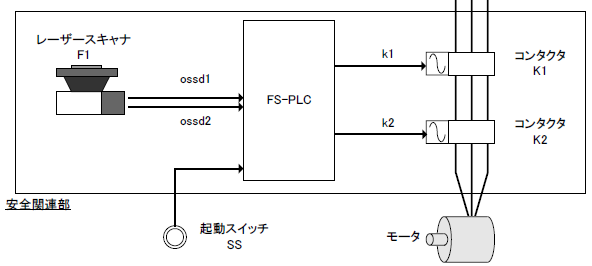 レーザースキャナ
F1
ossd1
ossd2
FS-PLC
k1
コンタクタ
K1
k2
コンタクタ
K2
安全関連部
起動スイッチ
SS
モータ